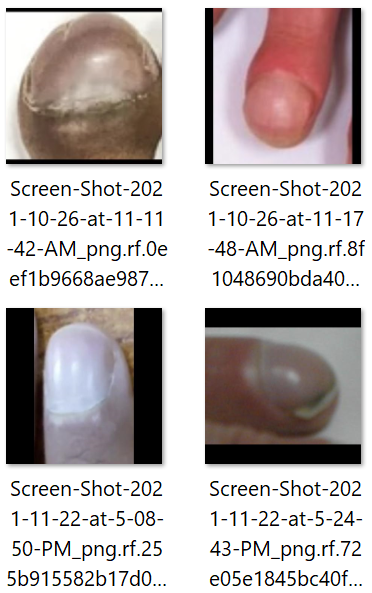 Screen-Shot-202
1-10-26-at-11-11
-42-AM_png.rf.0e
ef1b9668ae987...
Screen-Shot-202
1-10-26-at-11-17
-48-AM_png.rf.8f
1048690bda40...
Screen-Shot-202
1-11-22-at-5-08-
50-PM_png.rf.25
5b915582b17d0...
Screen-Shot-202
1-11-22-at-5-24-
43-PM_png.rf.72
e05e1845bc40f...